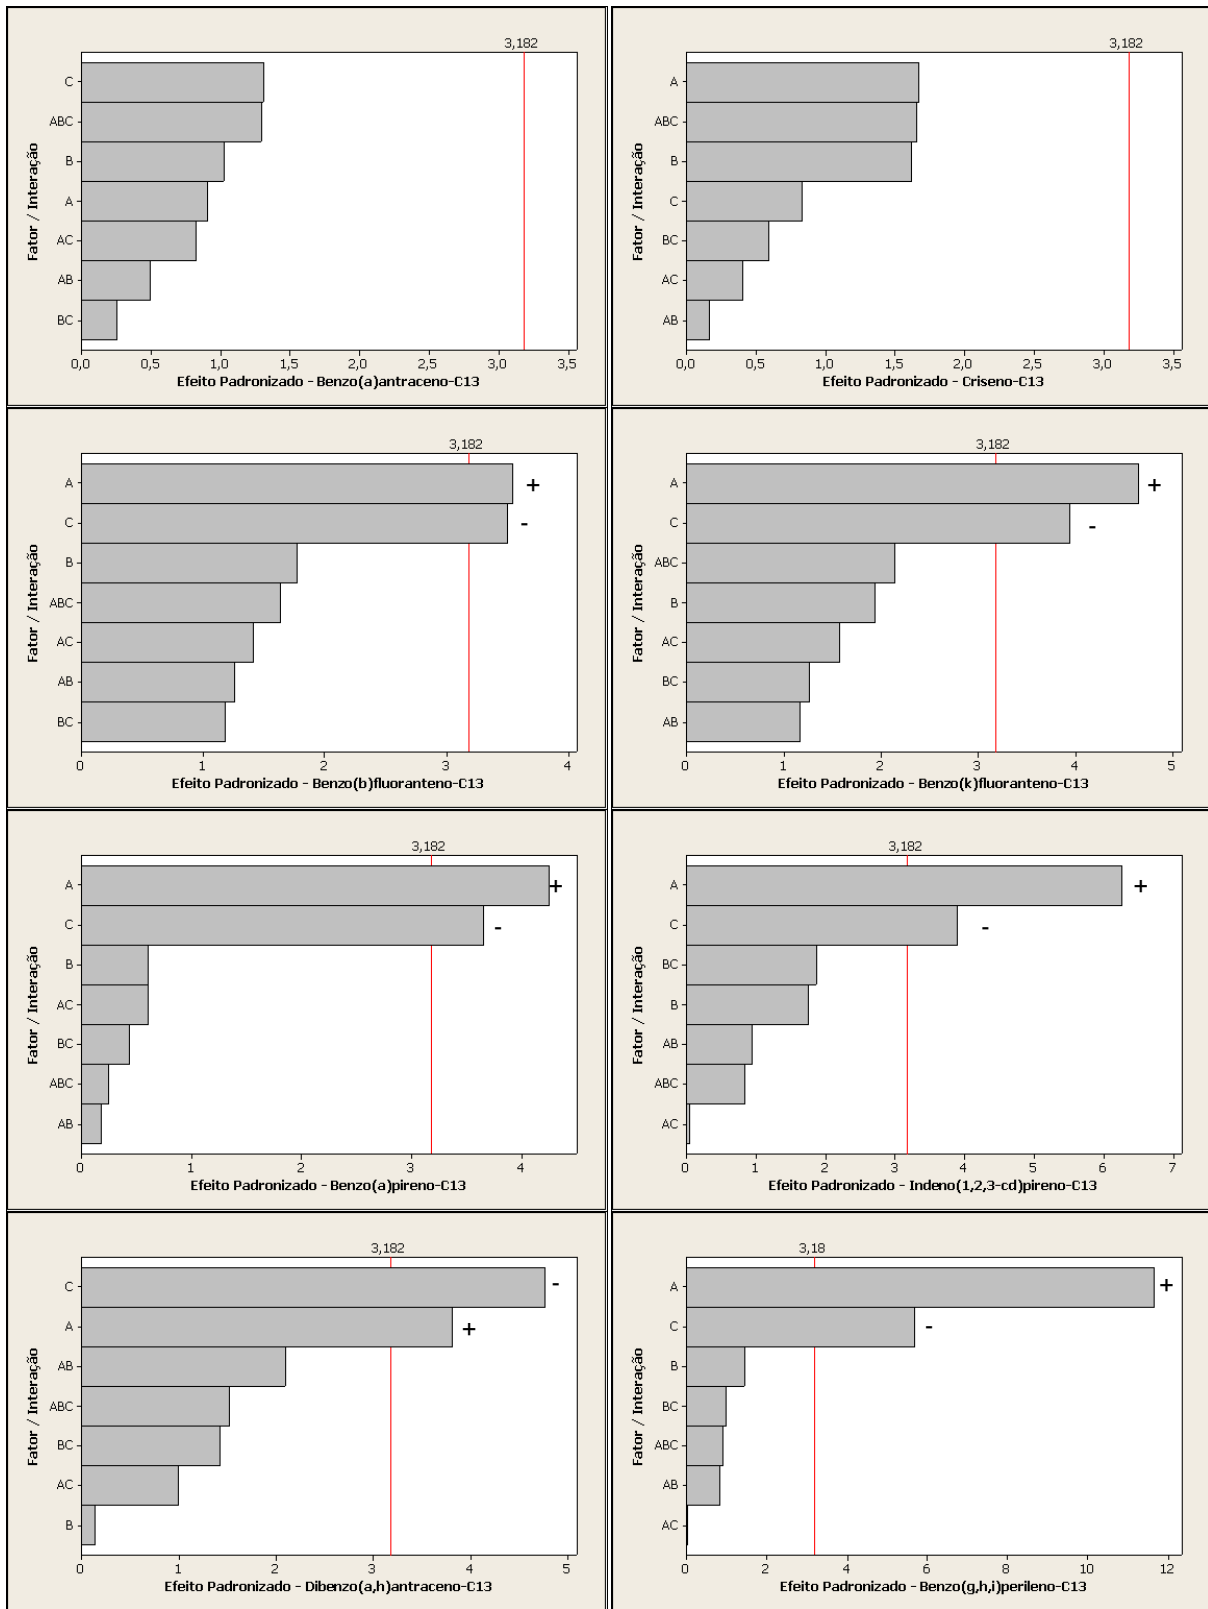 3,182
Fator / Interação
C
ABC
B
A
AC
AB
BC
0,0 0,5 1,0 1,5 2,0 2,5 3,0 3,5
Efeito Padronizado - Benzo(a)antraceno-C13
3,182
Fator / Interação
A
ABC
B
C
BC
AC
AB
0,0 0,5 1,0 1,5 2,0 2,5 3,0 3,5
Efeito Padronizado - Criseno-C13
3,182
Fator / Interação
A +
C -
B
ABC
AC
AB
BC
0 1 2 3 4
Efeito Padronizado - Benzo(b)fluoranteno-C13
3,182
Fator / Interação
A +
C -
ABC
B
AC
BC
AB
0 1 2 3 4 5
Efeito Padronizado - Benzo(k)fluoranteno-C13
3,182
Fator / Interação
A +
C -
B
AC
BC
ABC
AB
0 1 2 3 4
Efeito Padronizado - Benzo(a)pireno-C13
3,182
Fator / Interação
A +
C -
BC
B
AB
ABC
AC
0 1 2 3 4 5 6 7
Efeito Padronizado - Indeno(1,2,3-cd)pireno-C13
3,182
Fator / Interação
C -
A +
AB
ABC
BC
AC
B
0 1 2 3 4 5
Efeito Padronizado - Dibenzo(a,h)antraceno-C13
3,18
Fator / Interação
A +
C -
B
BC
ABC
AB
AC
0 2 4 6 8 10 12
Efeito Padronizado - Benzo(g,h,i)perileno-C13